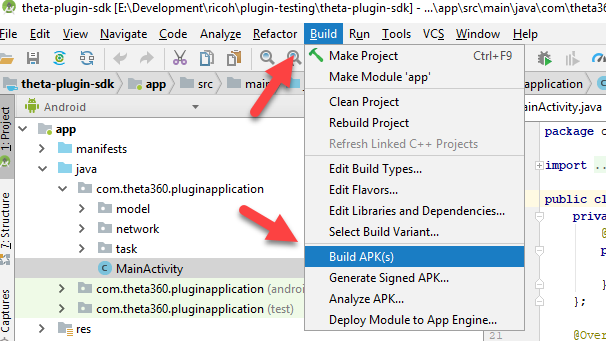 theta-plugin-sdk [E:\Development\ricoh\plugin-testing\theta-plugin-sdk] - ...\app\src\main\java\com\theta360
File Edit View Navigate Code Analyze Refactor Build Run Tools VCS Window Help
theta-plugin-sdk app src main application MainActivity.java
Make Project Ctrl+F9
Make Module 'app'
Clean Project
Rebuild Project
Refresh Linked C++ Projects
Edit Build Types...
Edit Flavors...
Edit Libraries and Dependencies...
Select Build Variant...
Build APK(s)
Generate Signed APK...
Analyze APK...
Deploy Module to App Engine...
1: Project
7: Structure
Captures
Android
app
manifests
java
com.theta360.pluginapplication
model
network
task
MainActivity
com.theta360.pluginapplication (andro
com.theta360.pluginapplication (test)
res
package c
import ...
public cl
priva
@
p
}
};
21
@Over